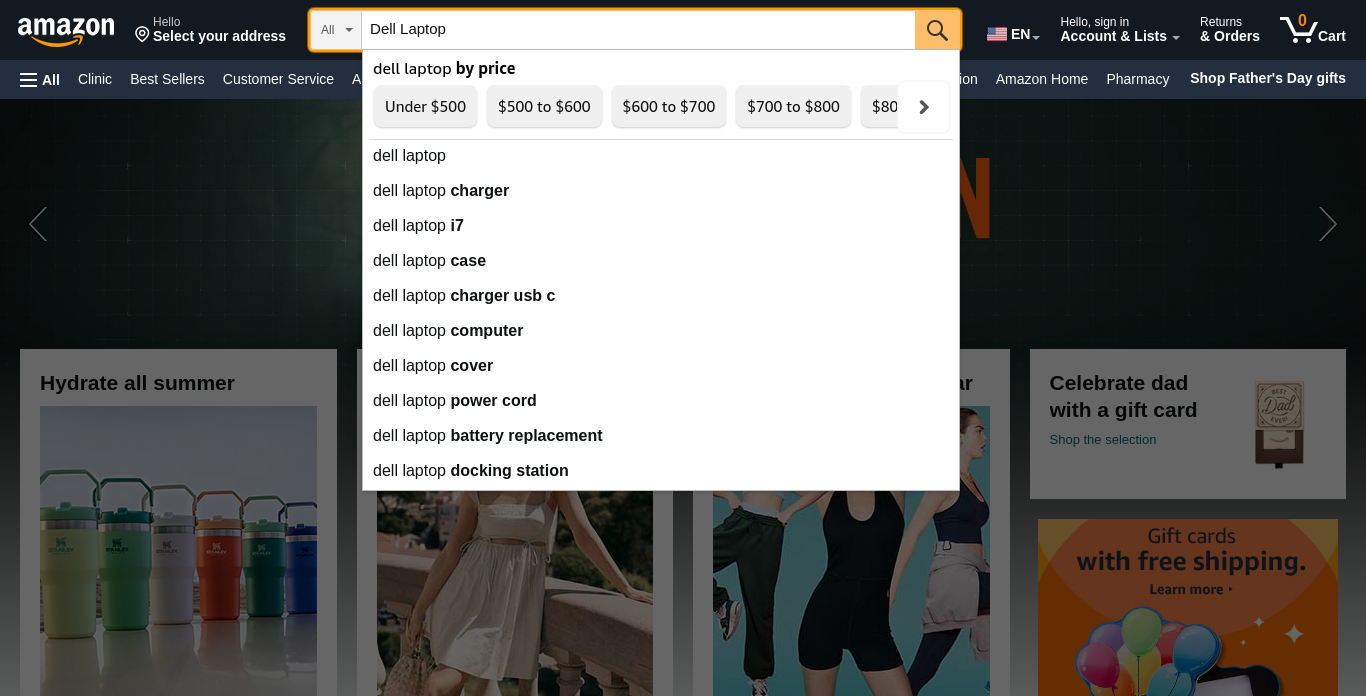 amazon
Hello
Select your address
All
Dell Laptop
EN
Hello, sign in
Account & Lists
Returns
& Orders
0
Cart
All
Clinic
Best Sellers
Customer Service
A
ion
Amazon Home
Pharmacy
Shop Father's Day gifts
dell laptop by price
Under $500
$500 to $600
$600 to $700
$700 to $800
$80
dell laptop
dell laptop charger
dell laptop i7
dell laptop case
dell laptop charger usb c
dell laptop computer
dell laptop cover
dell laptop power cord
dell laptop battery replacement
dell laptop docking station
N
Hydrate all summer
STANLEY
STANLEY
STANLEY
STANLEY
STANLEY
ar
Celebrate dad
with a gift card
Shop the selection
BEST
Dad
EVER!
Gift cards
with free shipping.
Learn more